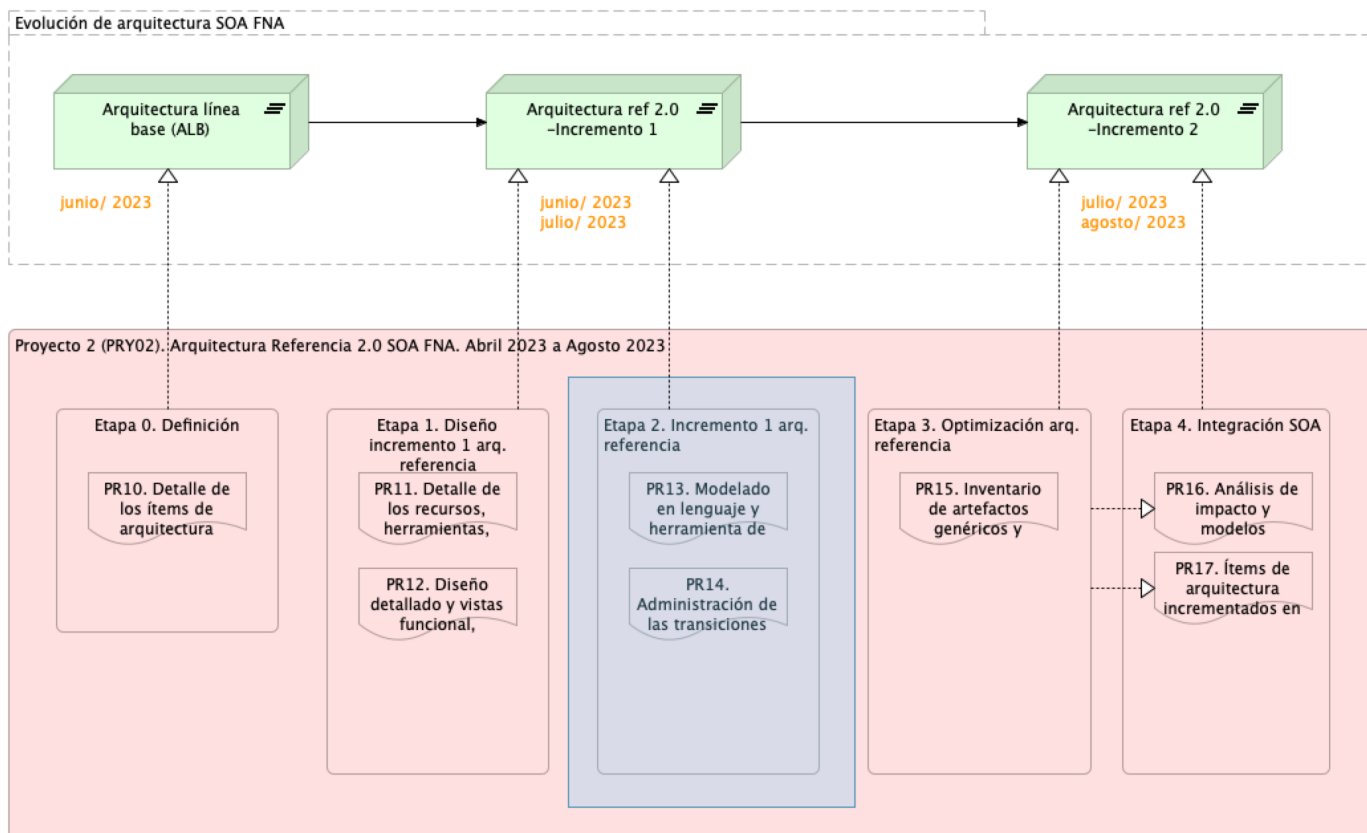 Evolución de arquitectura SOA FNA
Arquitectura línea
base (ALB)
Arquitectura ref 2.0
-Incremento 1
Arquitectura ref 2.0
-Incremento 2
junio/ 2023
junio/ 2023
julio/ 2023
julio/ 2023
agosto/ 2023
Proyecto 2 (PRY02). Arquitectura Referencia 2.0 SOA FNA. Abril 2023 a Agosto 2023
Etapa 0. Definición
PR10. Detalle de
los ítems de
arquitectura
Etapa 1. Diseño
incremento 1 arq.
referencia
PR11. Detalle de
los recursos,
herramientas,
PR12. Diseño
detallado y vistas
funcional,
Etapa 2. Incremento 1 arq.
referencia
PR13. Modelado
en lenguaje y
herramienta de
PR14.
Administración de
las transiciones
Etapa 3. Optimización arq.
referencia
PR15. Inventario
de artefactos
genéricos y
Etapa 4. Integración SOA
PR16. Análisis de
impacto y
modelos
PR17. Ítems de
arquitectura
incrementados en